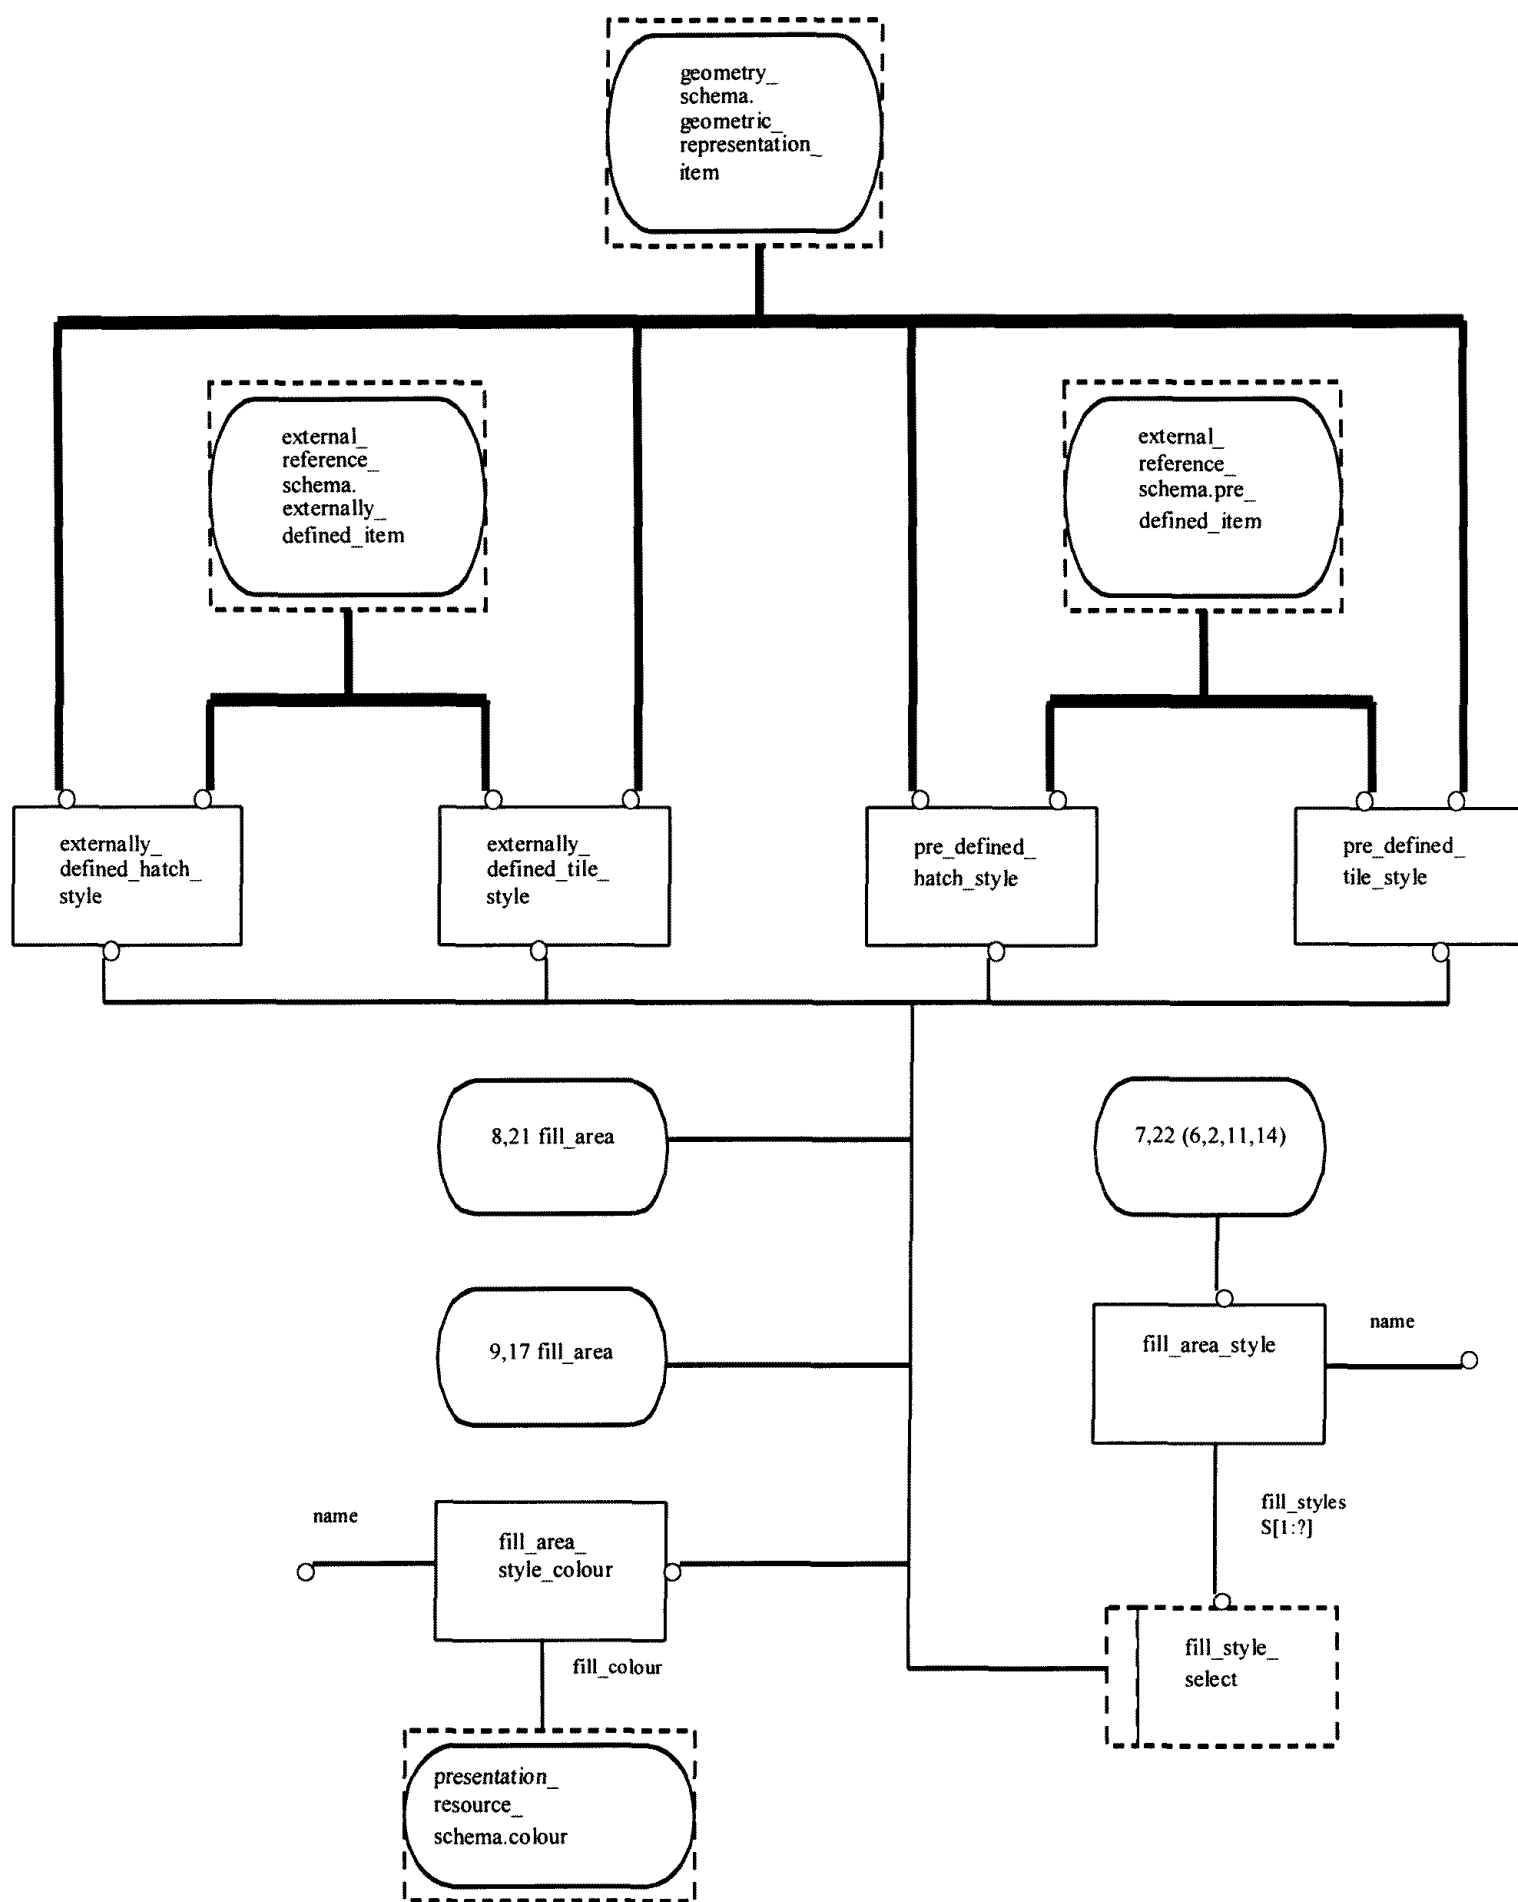 geometry_
schema.
geometric_
representation_
item
external_
reference_
schema.
externally_
defined_item
external_
reference_
schema.pre_
defined_item
externally_
defined_hatch_
style
externally_
defined_tile_
style
pre_defined_
hatch_style
pre_defined_
tile_style
8,21 fill_area
7,22 (6,2,11,14)
9,17 fill_area
fill_area_style
name
name
fill_area_
style_colour
fill_styles
S[1:?]
fill_colour
fill_style_
select
presentation_
resource_
schema.colour